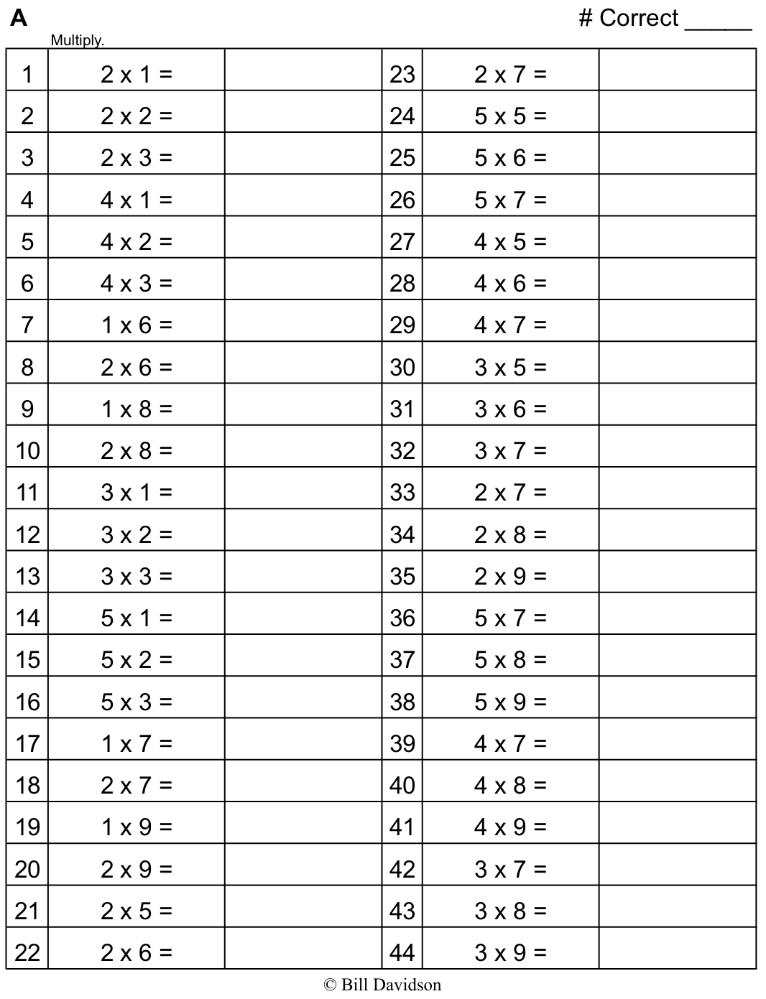 A # Correct _____
Multiply.
1 2 x 1 = 23 2 x 7 =
2 2 x 2 = 24 5 x 5 =
3 2 x 3 = 25 5 x 6 =
4 4 x 1 = 26 5 x 7 =
5 4 x 2 = 27 4 x 5 =
6 4 x 3 = 28 4 x 6 =
7 1 x 6 = 29 4 x 7 =
8 2 x 6 = 30 3 x 5 =
9 1 x 8 = 31 3 x 6 =
10 2 x 8 = 32 3 x 7 =
11 3 x 1 = 33 2 x 7 =
12 3 x 2 = 34 2 x 8 =
13 3 x 3 = 35 2 x 9 =
14 5 x 1 = 36 5 x 7 =
15 5 x 2 = 37 5 x 8 =
16 5 x 3 = 38 5 x 9 =
17 1 x 7 = 39 4 x 7 =
18 2 x 7 = 40 4 x 8 =
19 1 x 9 = 41 4 x 9 =
20 2 x 9 = 42 3 x 7 =
21 2 x 5 = 43 3 x 8 =
22 2 x 6 = 44 3 x 9 =
© Bill Davidson